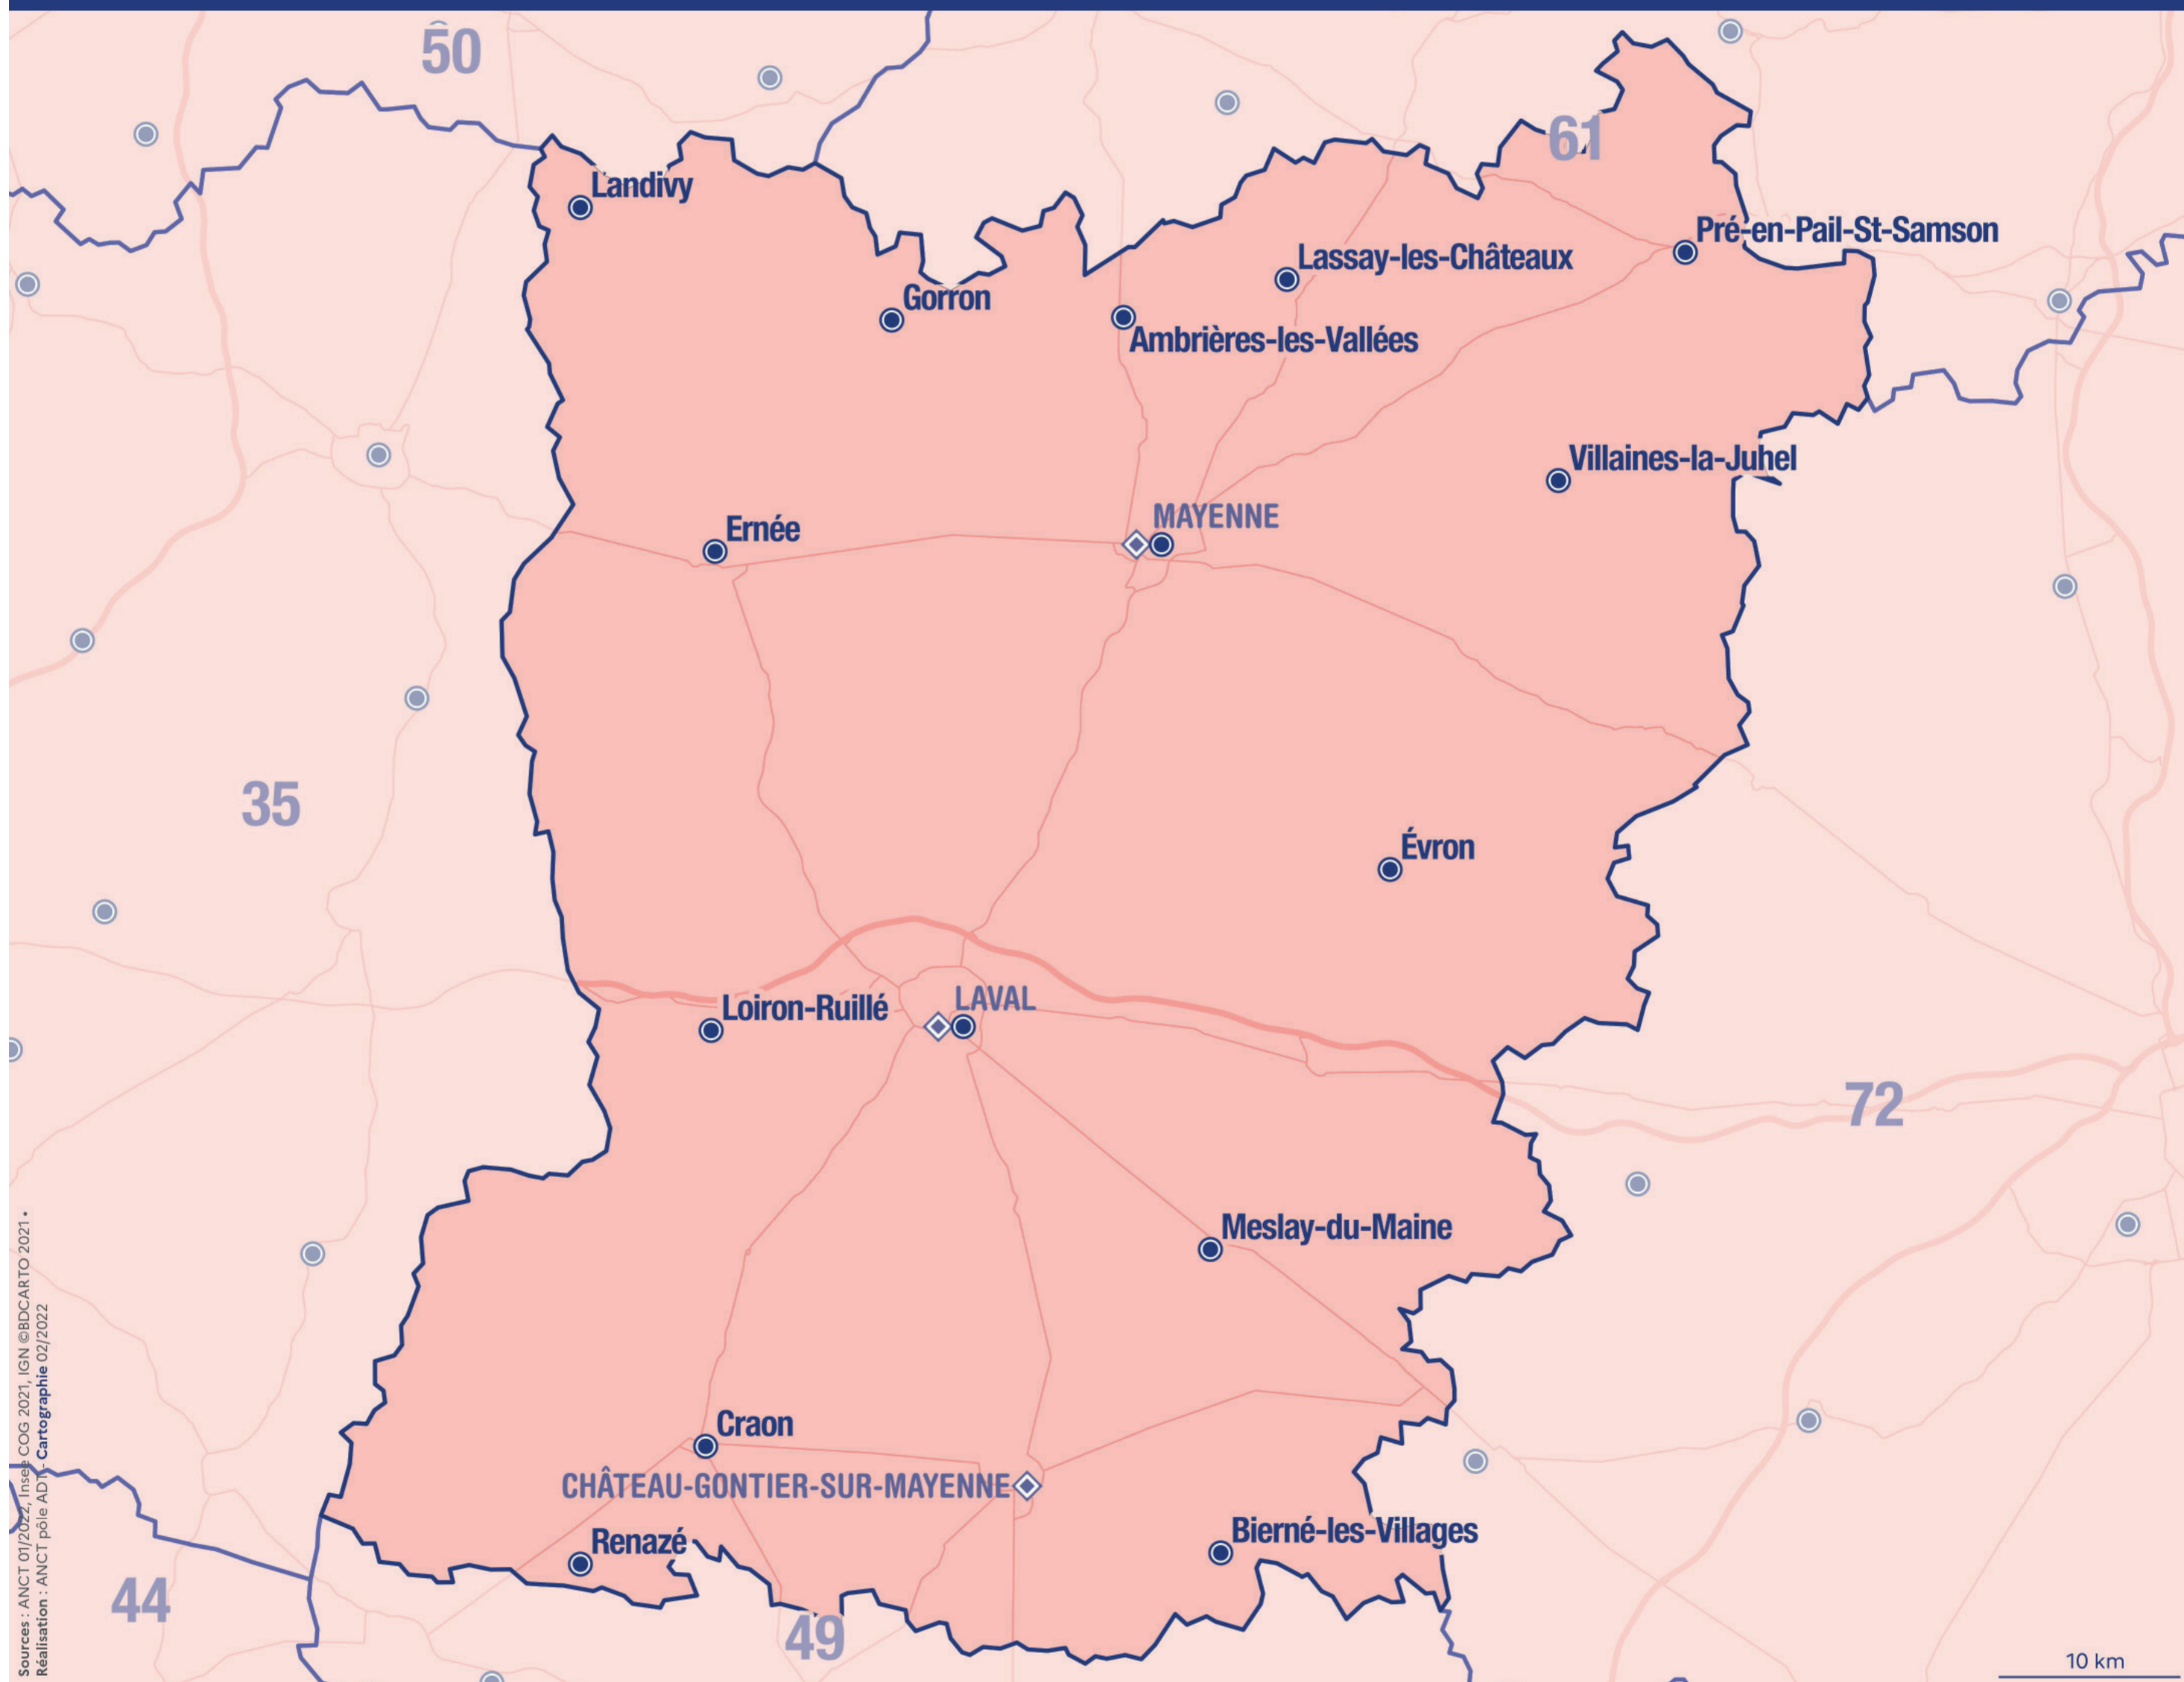 50
61
Landivy
Pré-en-Pail-St-Samson
Lassay-les-Châteaux
Gorron
Ambrières-les-Vallées
Villaines-la-Juhel
MAYENNE
Ernée
35
Évron
LAVAL
Loiron-Ruillé
72
Meslay-du-Maine
Craon
CHÂTEAU-GONTIER-SUR-MAYENNE
Bierné-les-Villages
Renazé
44
49
10 km
Sources : ANCT 01/2022, Insee COG 2021, IGN ©BDCARTO 2021 •
Réalisation : ANCT pôle ADT - Cartographie 02/2022